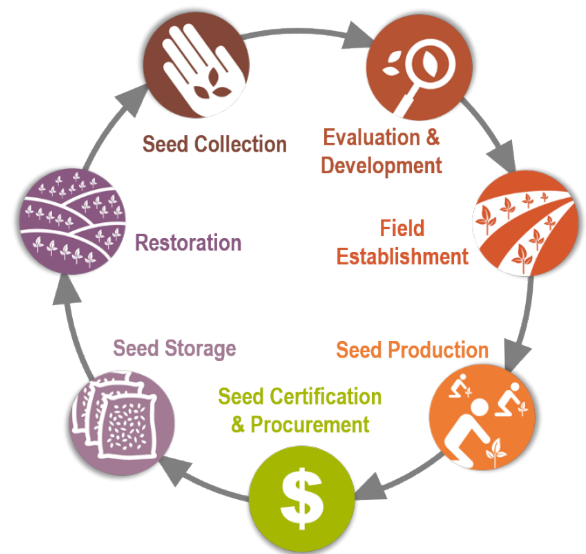 Seed Collection
Evaluation &
Development
Field
Establishment
Seed Production
Seed Certification
& Procurement
$
Seed Storage
Restoration